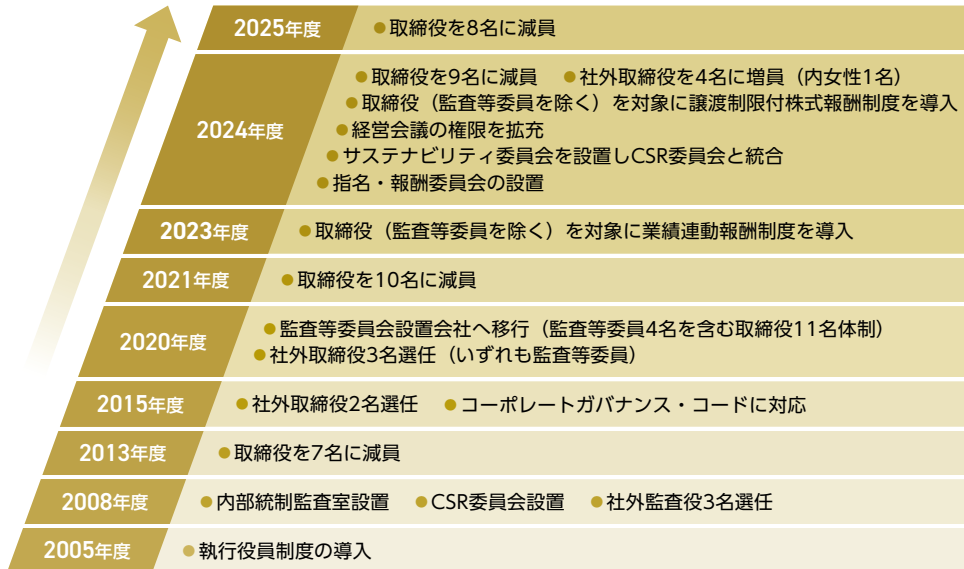 2025年度 ●取締役を8名に減員
●取締役を9名に減員 ●社外取締役を4名に増員（内女性1名）
●取締役（監査等委員を除く）を対象に譲渡制限付株式報酬制度を導入
2024年度 ●経営会議の権限を拡充
●サステナビリティ委員会を設置しCSR委員会と統合
●指名・報酬委員会の設置
2023年度 ●取締役（監査等委員を除く）を対象に業績連動報酬制度を導入
2021年度 ●取締役を10名に減員
2020年度 ●監査等委員会設置会社へ移行（監査等委員4名を含む取締役11名体制）
●社外取締役3名選任（いずれも監査等委員）
2015年度 ●社外取締役2名選任 ●コーポレートガバナンス・コードに対応
2013年度 ●取締役を7名に減員
2008年度 ●内部統制監査室設置 ●CSR委員会設置 ●社外監査役3名選任
2005年度 ●執行役員制度の導入